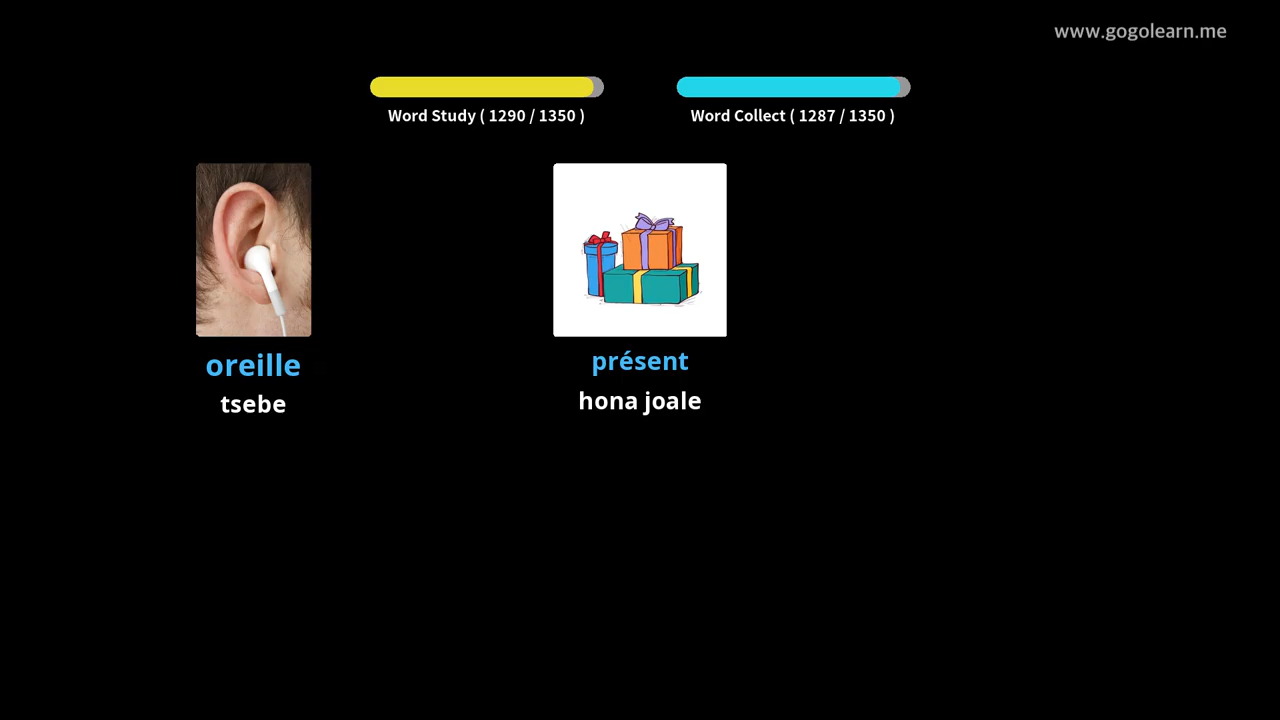 www.gogolearn.me
Word Study ( 1290 / 1350 )
Word Collect ( 1287 / 1350 )
oreille
tsebe
présent
hona joale